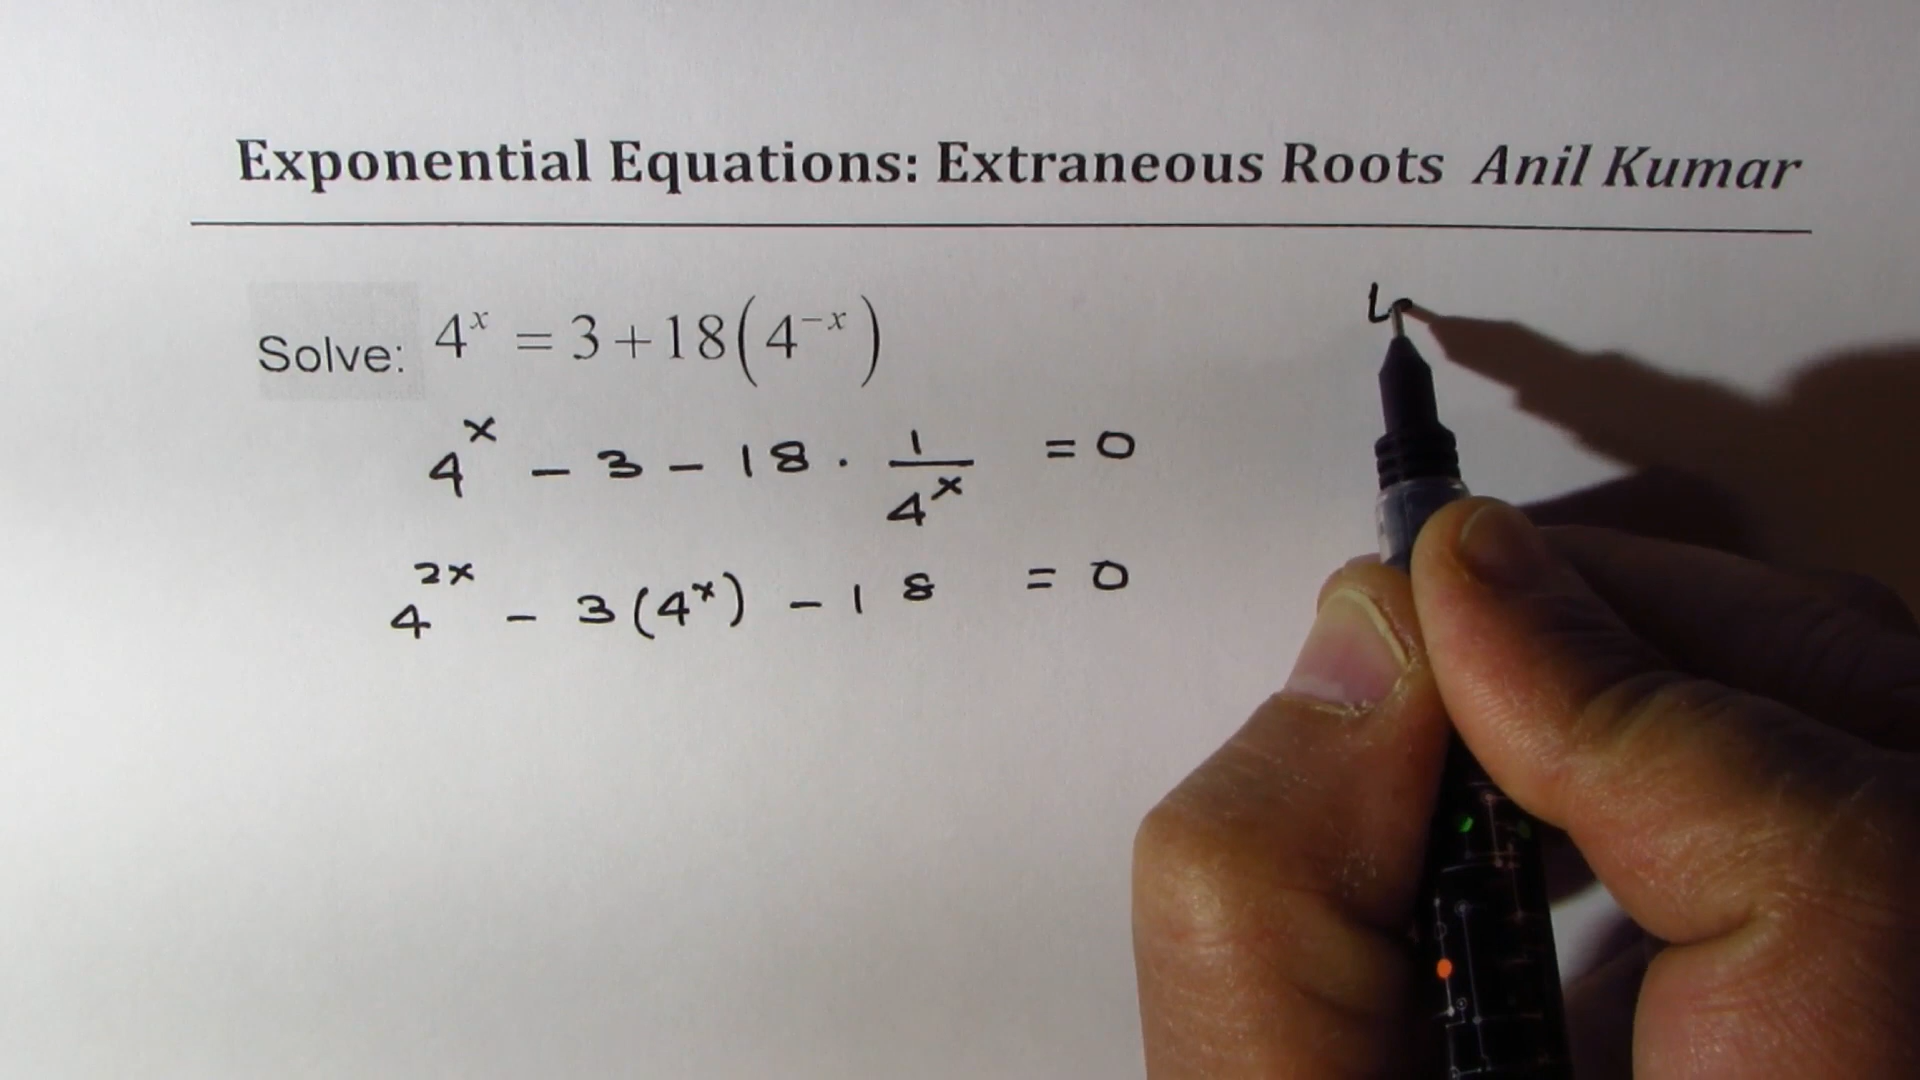 Exponential Equations: Extraneous Roots Anil Kumar
Solve: 4^x = 3 + 18(4^{-x})
4^x - 3 - 18 · 1/4^x = 0
4^{2x} - 3(4^x) - 18 = 0